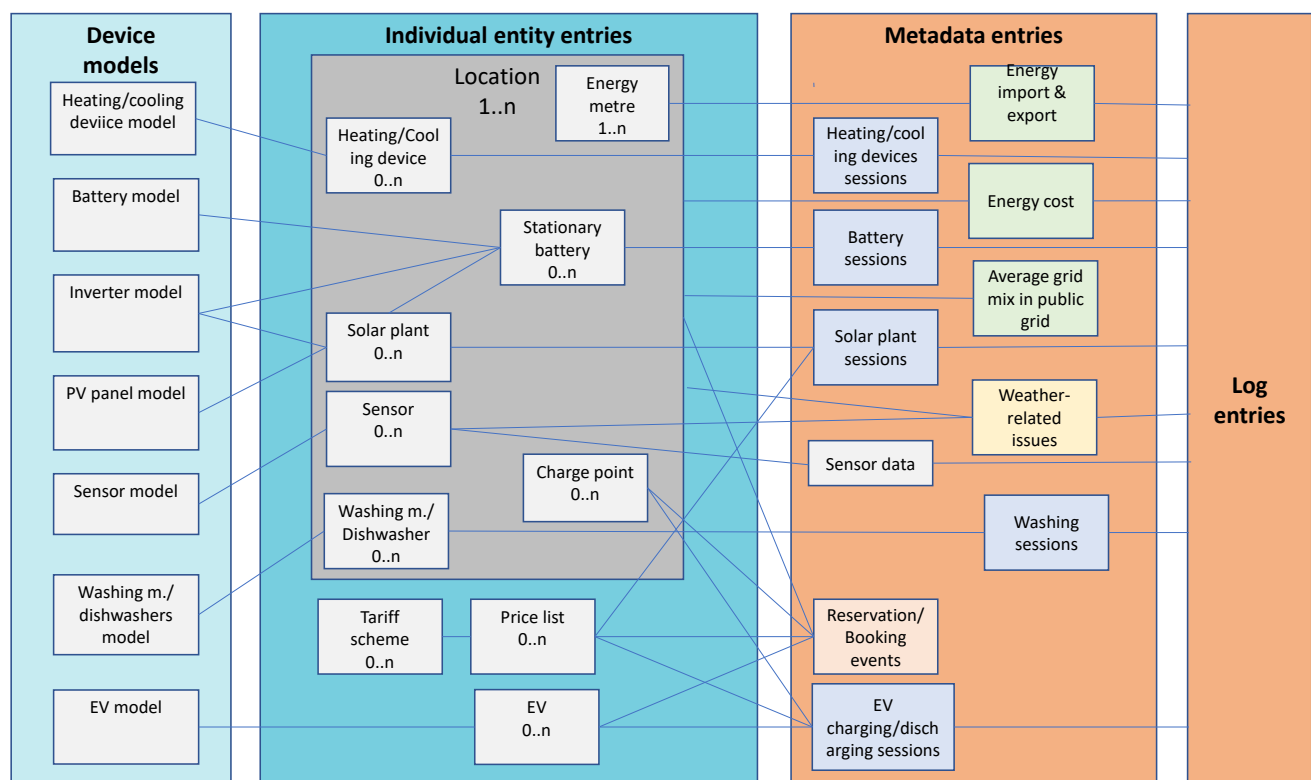 Device
models
Heating/cooling
deviice model
Battery model
Inverter model
PV panel model
Sensor model
Washing m./
dishwashers
model
EV model
Individual entity entries
Location
1..n
Energy
metre
1..n
Heating/Cool
ing device
0..n
Stationary
battery
0..n
Solar plant
0..n
Sensor
0..n
Charge point
0..n
Washing m./
Dishwasher
0..n
Tariff
scheme
0..n
Price list
0..n
EV
0..n
Metadata entries
Energy
import &
export
Heating/cool
ing devices
sessions
Energy cost
Battery
sessions
Average grid
mix in public
grid
Solar plant
sessions
Weather-
related
issues
Sensor data
Washing
sessions
Reservation/
Booking
events
EV
charging/disch
arging sessions
Log
entries